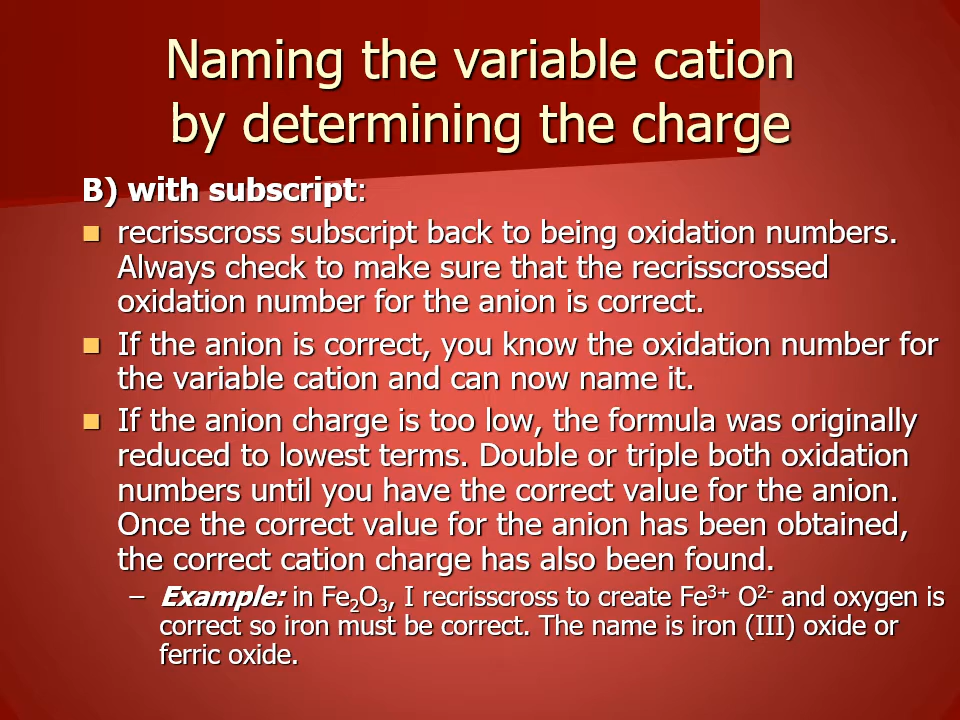 Naming the variable cation
by determining the charge
B) with subscript:
■ recrisscross subscript back to being oxidation numbers.
Always check to make sure that the recrisscrossed
oxidation number for the anion is correct.
■ If the anion is correct, you know the oxidation number for
the variable cation and can now name it.
■ If the anion charge is too low, the formula was originally
reduced to lowest terms. Double or triple both oxidation
numbers until you have the correct value for the anion.
Once the correct value for the anion has been obtained,
the correct cation charge has also been found.
– Example: in Fe₂O₃, I recrisscross to create Fe³⁺ O²⁻ and oxygen is
correct so iron must be correct. The name is iron (III) oxide or
ferric oxide.